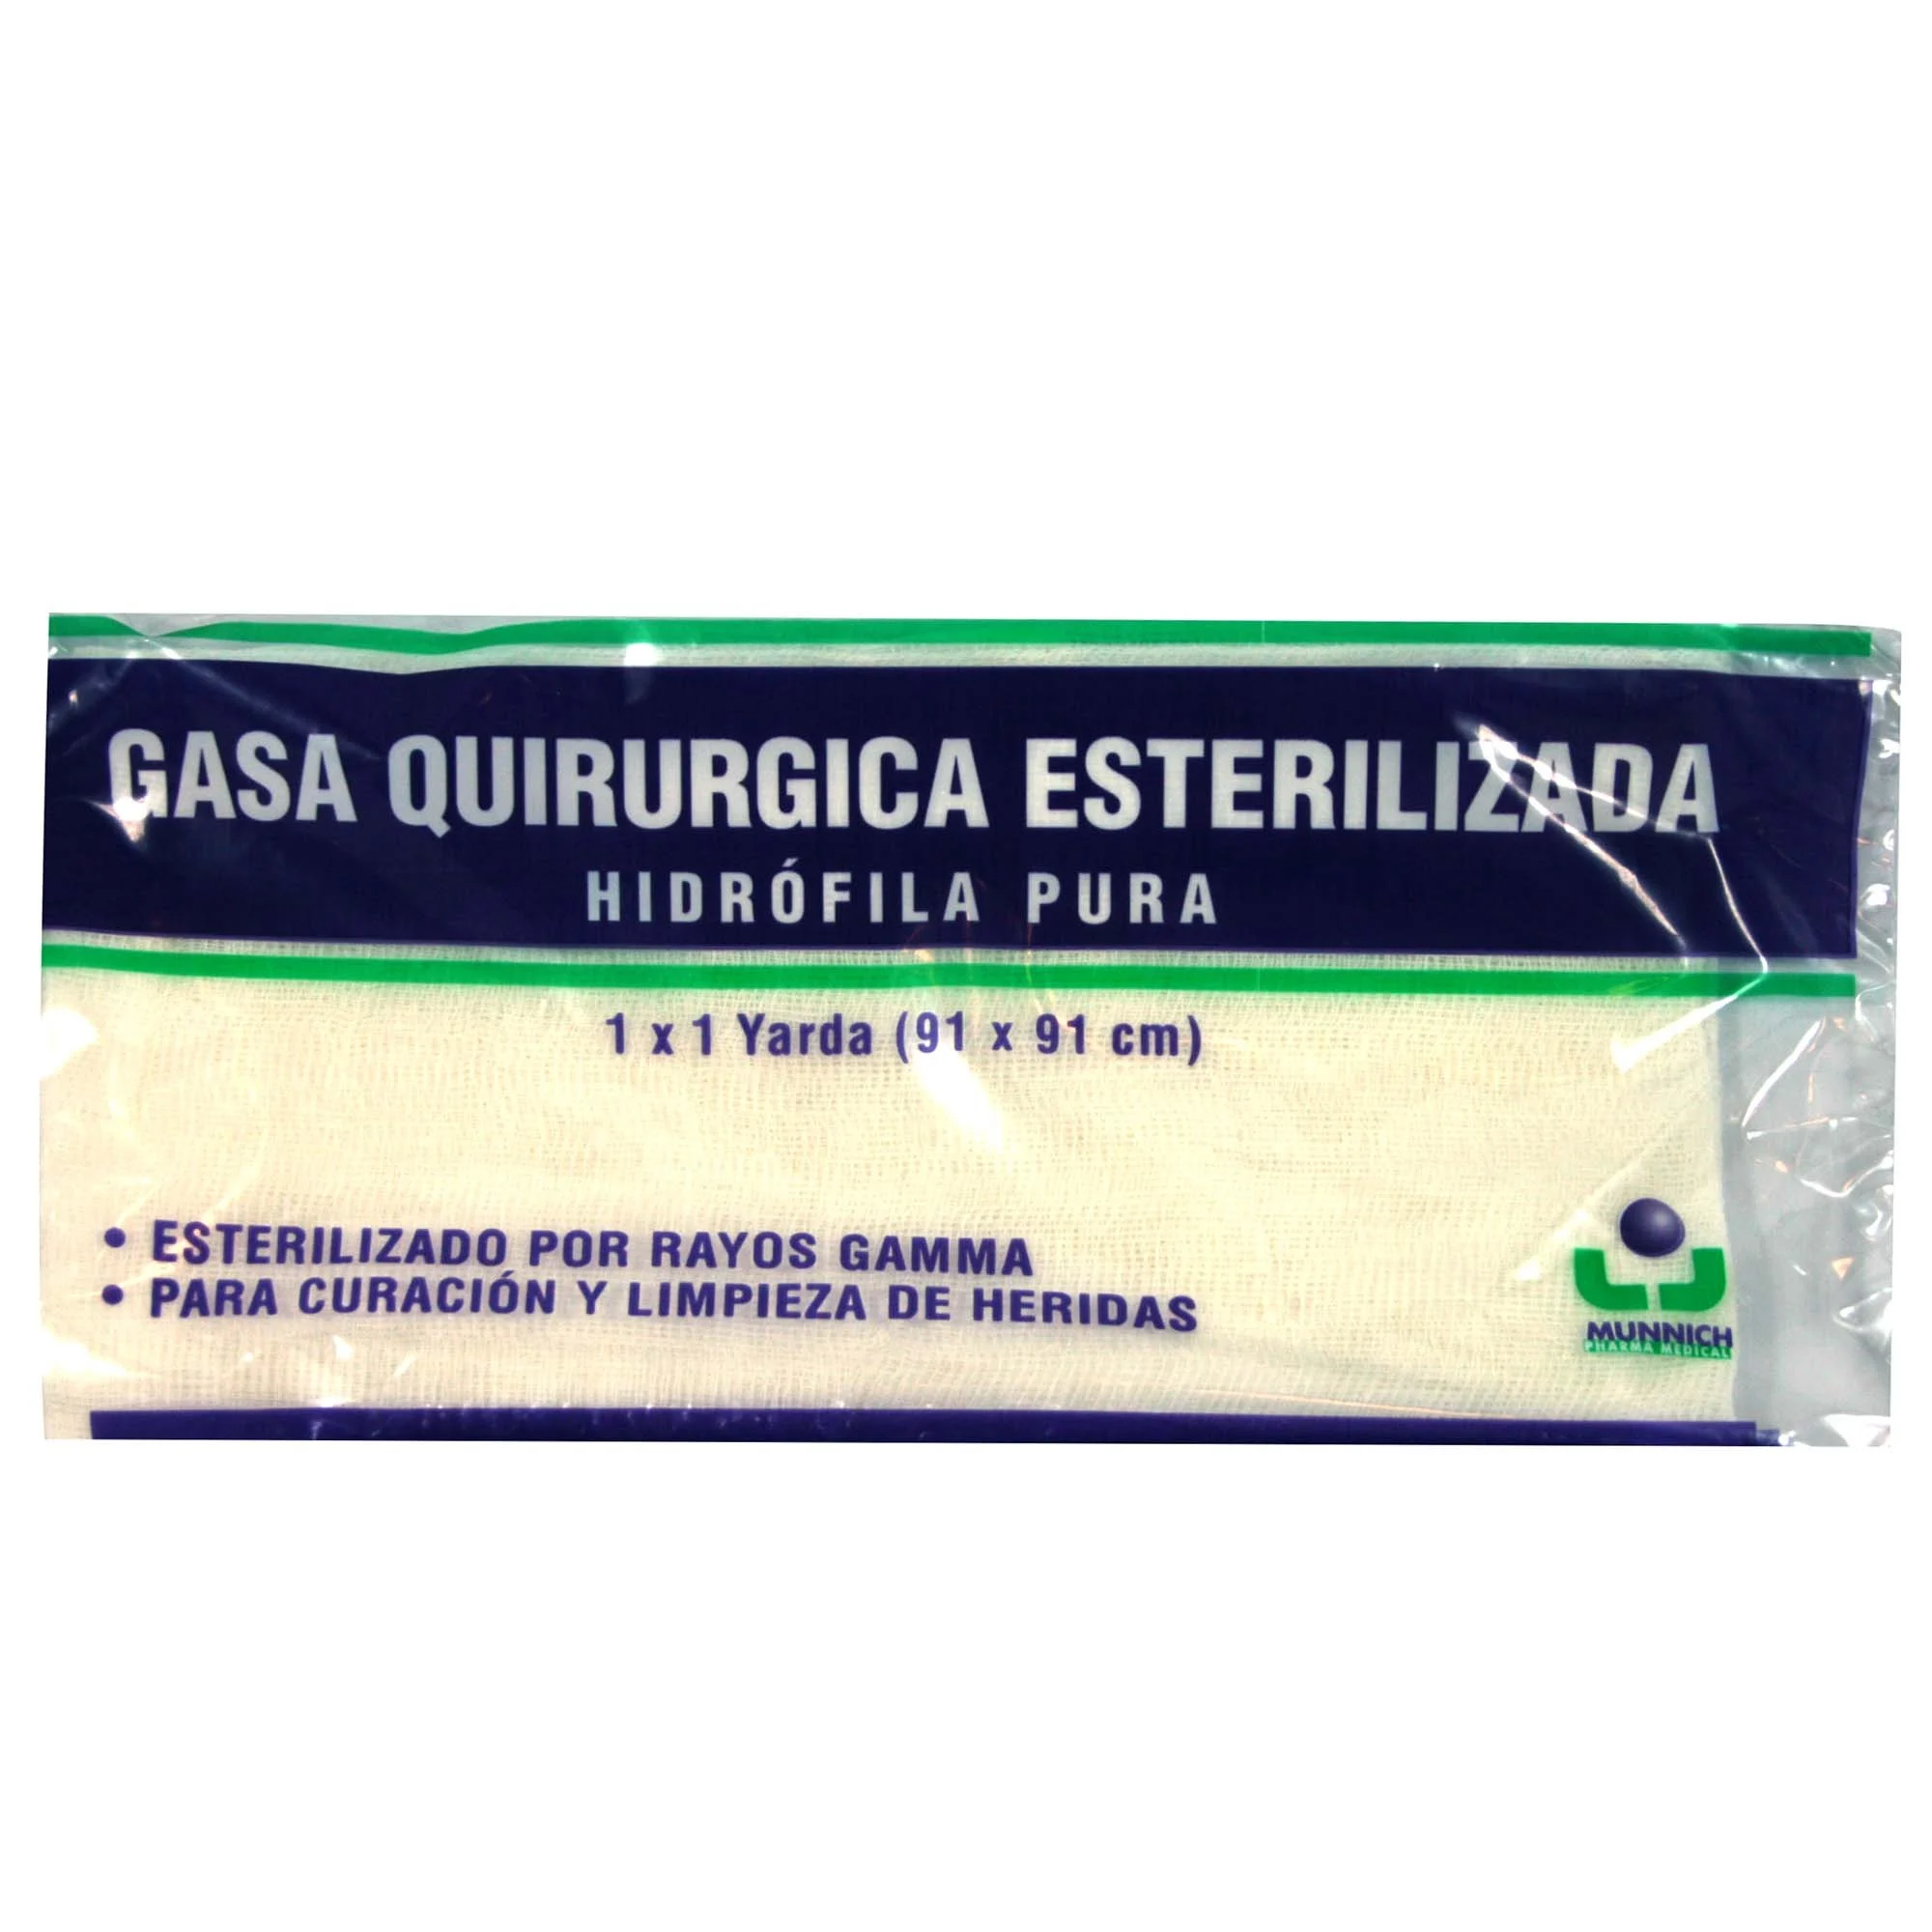 GASA QUIRURGICA ESTERILIZADA
HIDRÓFILA PURA
1 x 1 Yarda (91 x 91 cm)
• ESTERILIZADO POR RAYOS GAMMA
• PARA CURACIÓN Y LIMPIEZA DE HERIDAS
MUNNICH
PHARMA MEDICAL